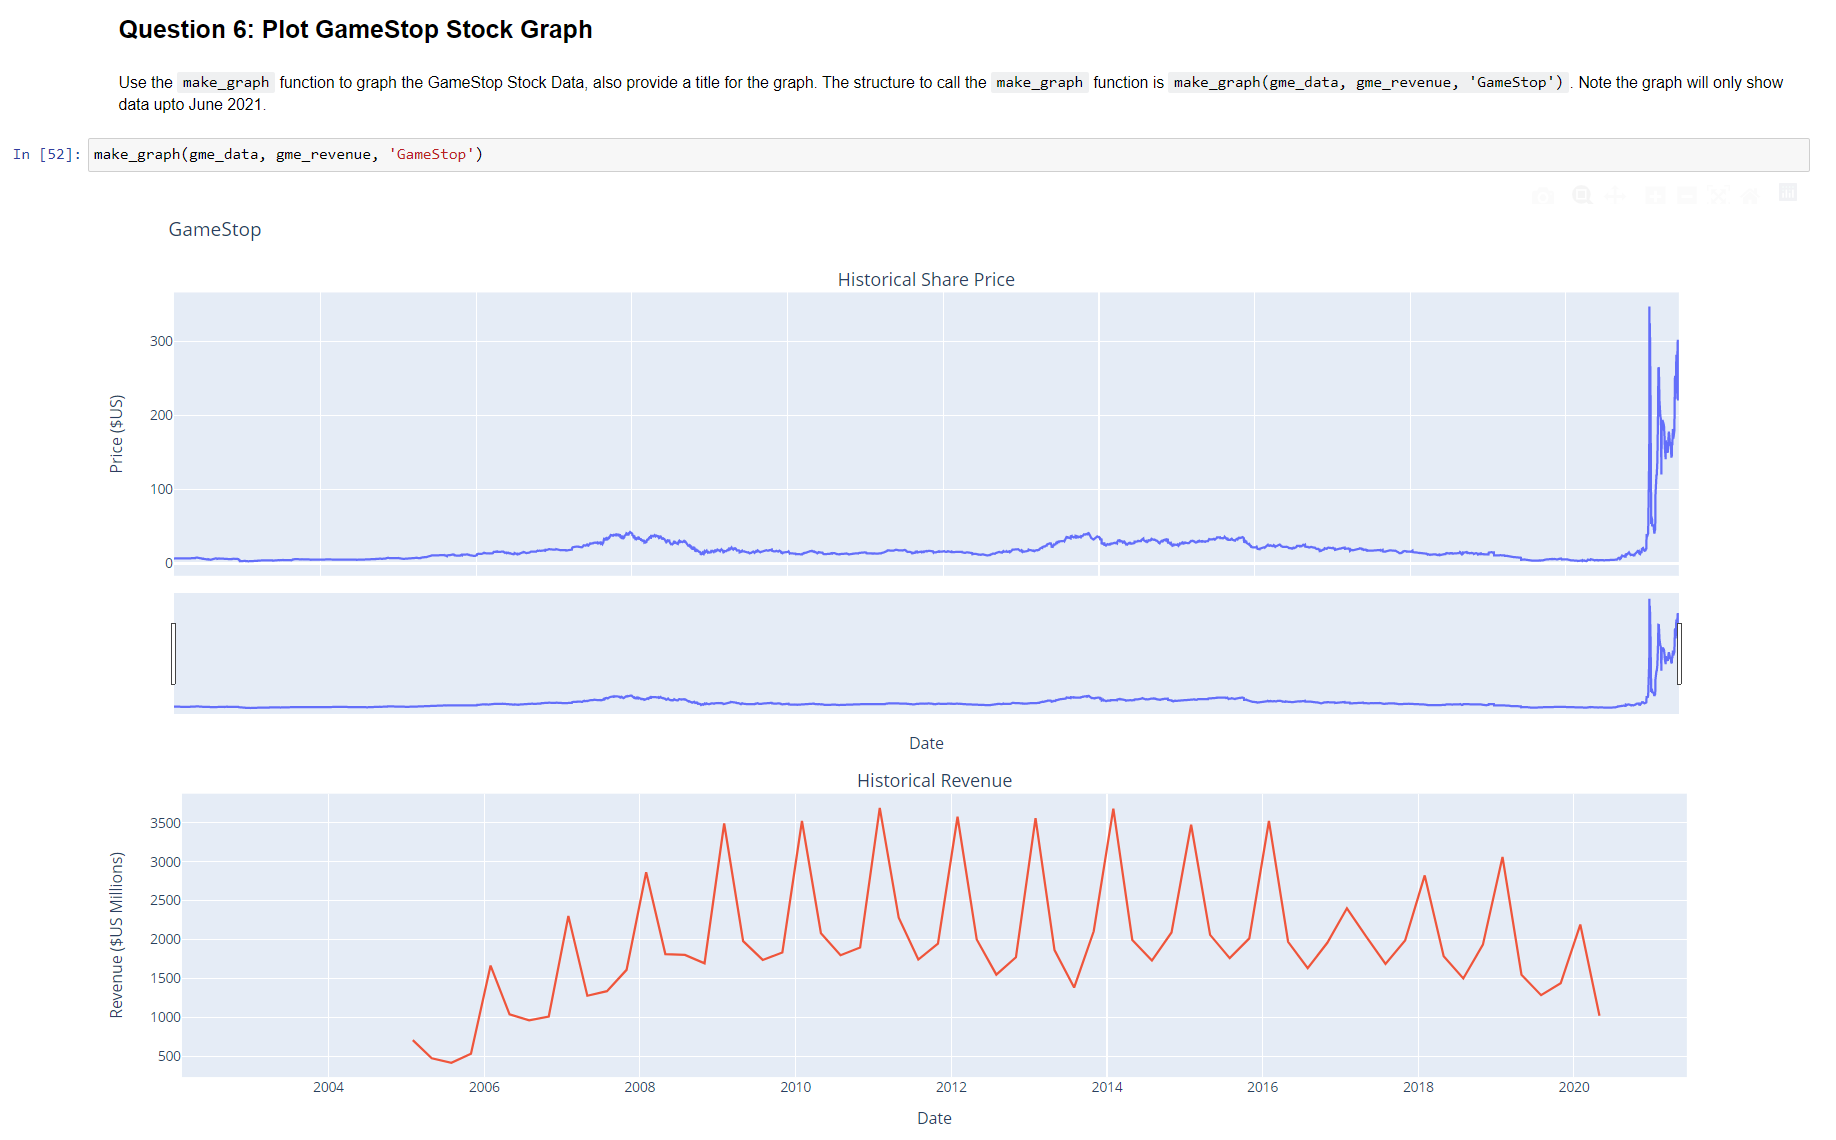 Question 6: Plot GameStop Stock Graph
Use the make_graph function to graph the GameStop Stock Data, also provide a title for the graph. The structure to call the make_graph function is make_graph(gme_data, gme_revenue, 'GameStop') . Note the graph will only show
data upto June 2021.
In [52]: make_graph(gme_data, gme_revenue, 'GameStop')
GameStop
Historical Share Price
300
200
100
0
Price ($US)
Date
Historical Revenue
3500
3000
2500
2000
1500
1000
500
Revenue ($US Millions)
2004 2006 2008 2010 2012 2014 2016 2018 2020
Date